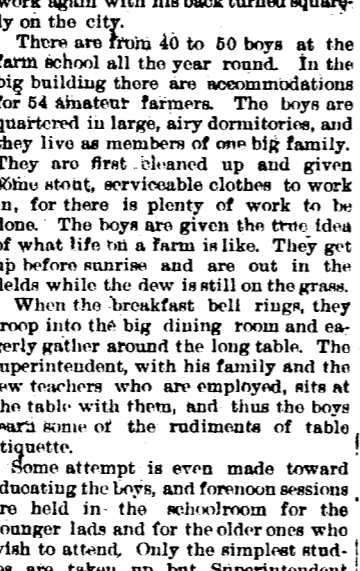 work again with his back turned square-
ly on the city.
There are from 40 to 50 boys at the
farm school all the year round. In the
big building there are accommodations
for 54 amateur farmers. The boys are
quartered in large, airy dormitories, and
they live as members of one big family.
They are first cleaned up and given
some stout, serviceable clothes to work
in, for there is plenty of work to be
done. The boys are given the true idea
of what life on a farm is like. They get
up before sunrise and are out in the
fields while the dew is still on the grass.
When the breakfast bell rings, they
troop into the big dining room and ea-
gerly gather around the long table. The
superintendent, with his family and the
few teachers who are employed, sits at
the table with them, and thus the boys
learn some of the rudiments of table
etiquette.
Some attempt is even made toward
educating the boys, and forenoon sessions
are held in the schoolroom for the
younger lads and for the older ones who
wish to attend. Only the simplest stud-
ies are taken up but Superintendent